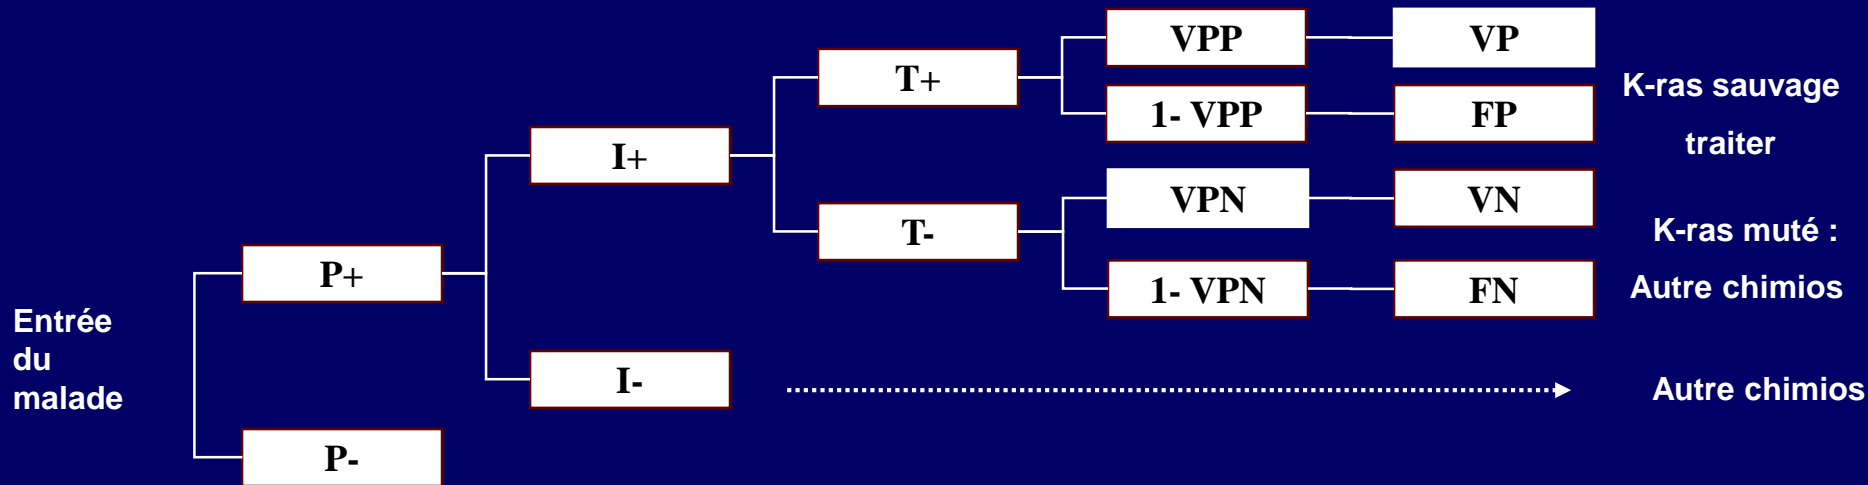 VPP
VP
T+
K-ras sauvage
1- VPP
FP
traiter
I+
VPN
VN
T-
K-ras muté :
P+
1- VPN
FN
Autre chimios
Entrée
du
malade
I-
Autre chimios
P-